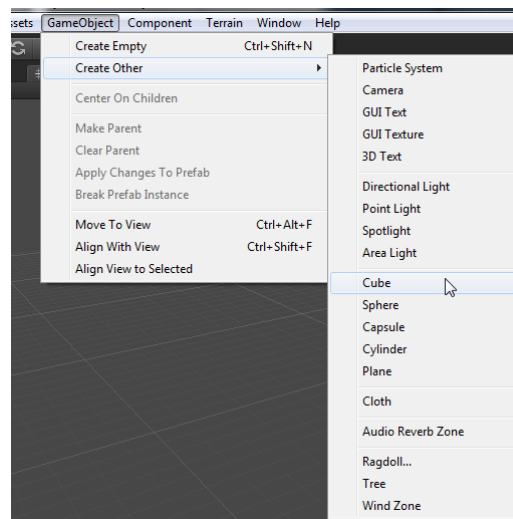 ssets GameObject Component Terrain Window Help
Create Empty Ctrl+Shift+N
Create Other
Center On Children
Make Parent
Clear Parent
Apply Changes To Prefab
Break Prefab Instance
Move To View Ctrl+Alt+F
Align With View Ctrl+Shift+F
Align View to Selected
Particle System
Camera
GUI Text
GUI Texture
3D Text
Directional Light
Point Light
Spotlight
Area Light
Cube
Sphere
Capsule
Cylinder
Plane
Cloth
Audio Reverb Zone
Ragdoll...
Tree
Wind Zone